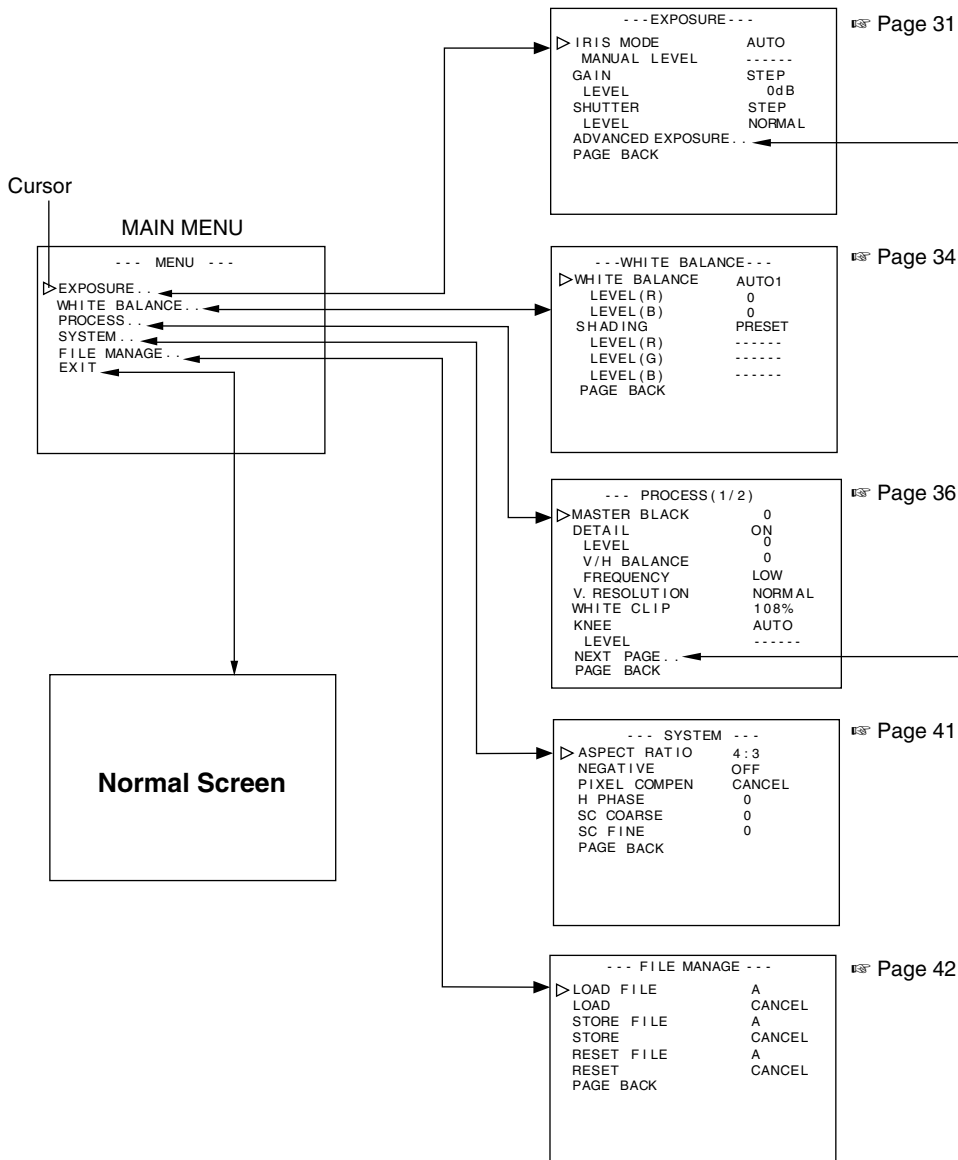 Cursor
MAIN MENU
--- MENU ---
EXPOSURE..
WHITE BALANCE..
PROCESS..
SYSTEM..
FILE MANAGE..
EXIT
Normal Screen
---EXPOSURE---
IRIS MODE AUTO
MANUAL LEVEL ------
GAIN STEP
LEVEL 0dB
SHUTTER STEP
LEVEL NORMAL
ADVANCED EXPOSURE..
PAGE BACK
☞ Page 31
---WHITE BALANCE---
WHITE BALANCE AUTO1
LEVEL(R) 0
LEVEL(B) 0
SHADING PRESET
LEVEL(R) ------
LEVEL(G) ------
LEVEL(B) ------
PAGE BACK
☞ Page 34
--- PROCESS(1/2)
MASTER BLACK 0
DETAIL ON
LEVEL 0
V/H BALANCE 0
FREQUENCY LOW
V. RESOLUTION NORMAL
WHITE CLIP 108%
KNEE AUTO
LEVEL ------
NEXT PAGE..
PAGE BACK
☞ Page 36
--- SYSTEM ---
ASPECT RATIO 4:3
NEGATIVE OFF
PIXEL COMPEN CANCEL
H PHASE 0
SC COARSE 0
SC FINE 0
PAGE BACK
☞ Page 41
--- FILE MANAGE ---
LOAD FILE A
LOAD CANCEL
STORE FILE A
STORE CANCEL
RESET FILE A
RESET CANCEL
PAGE BACK
☞ Page 42